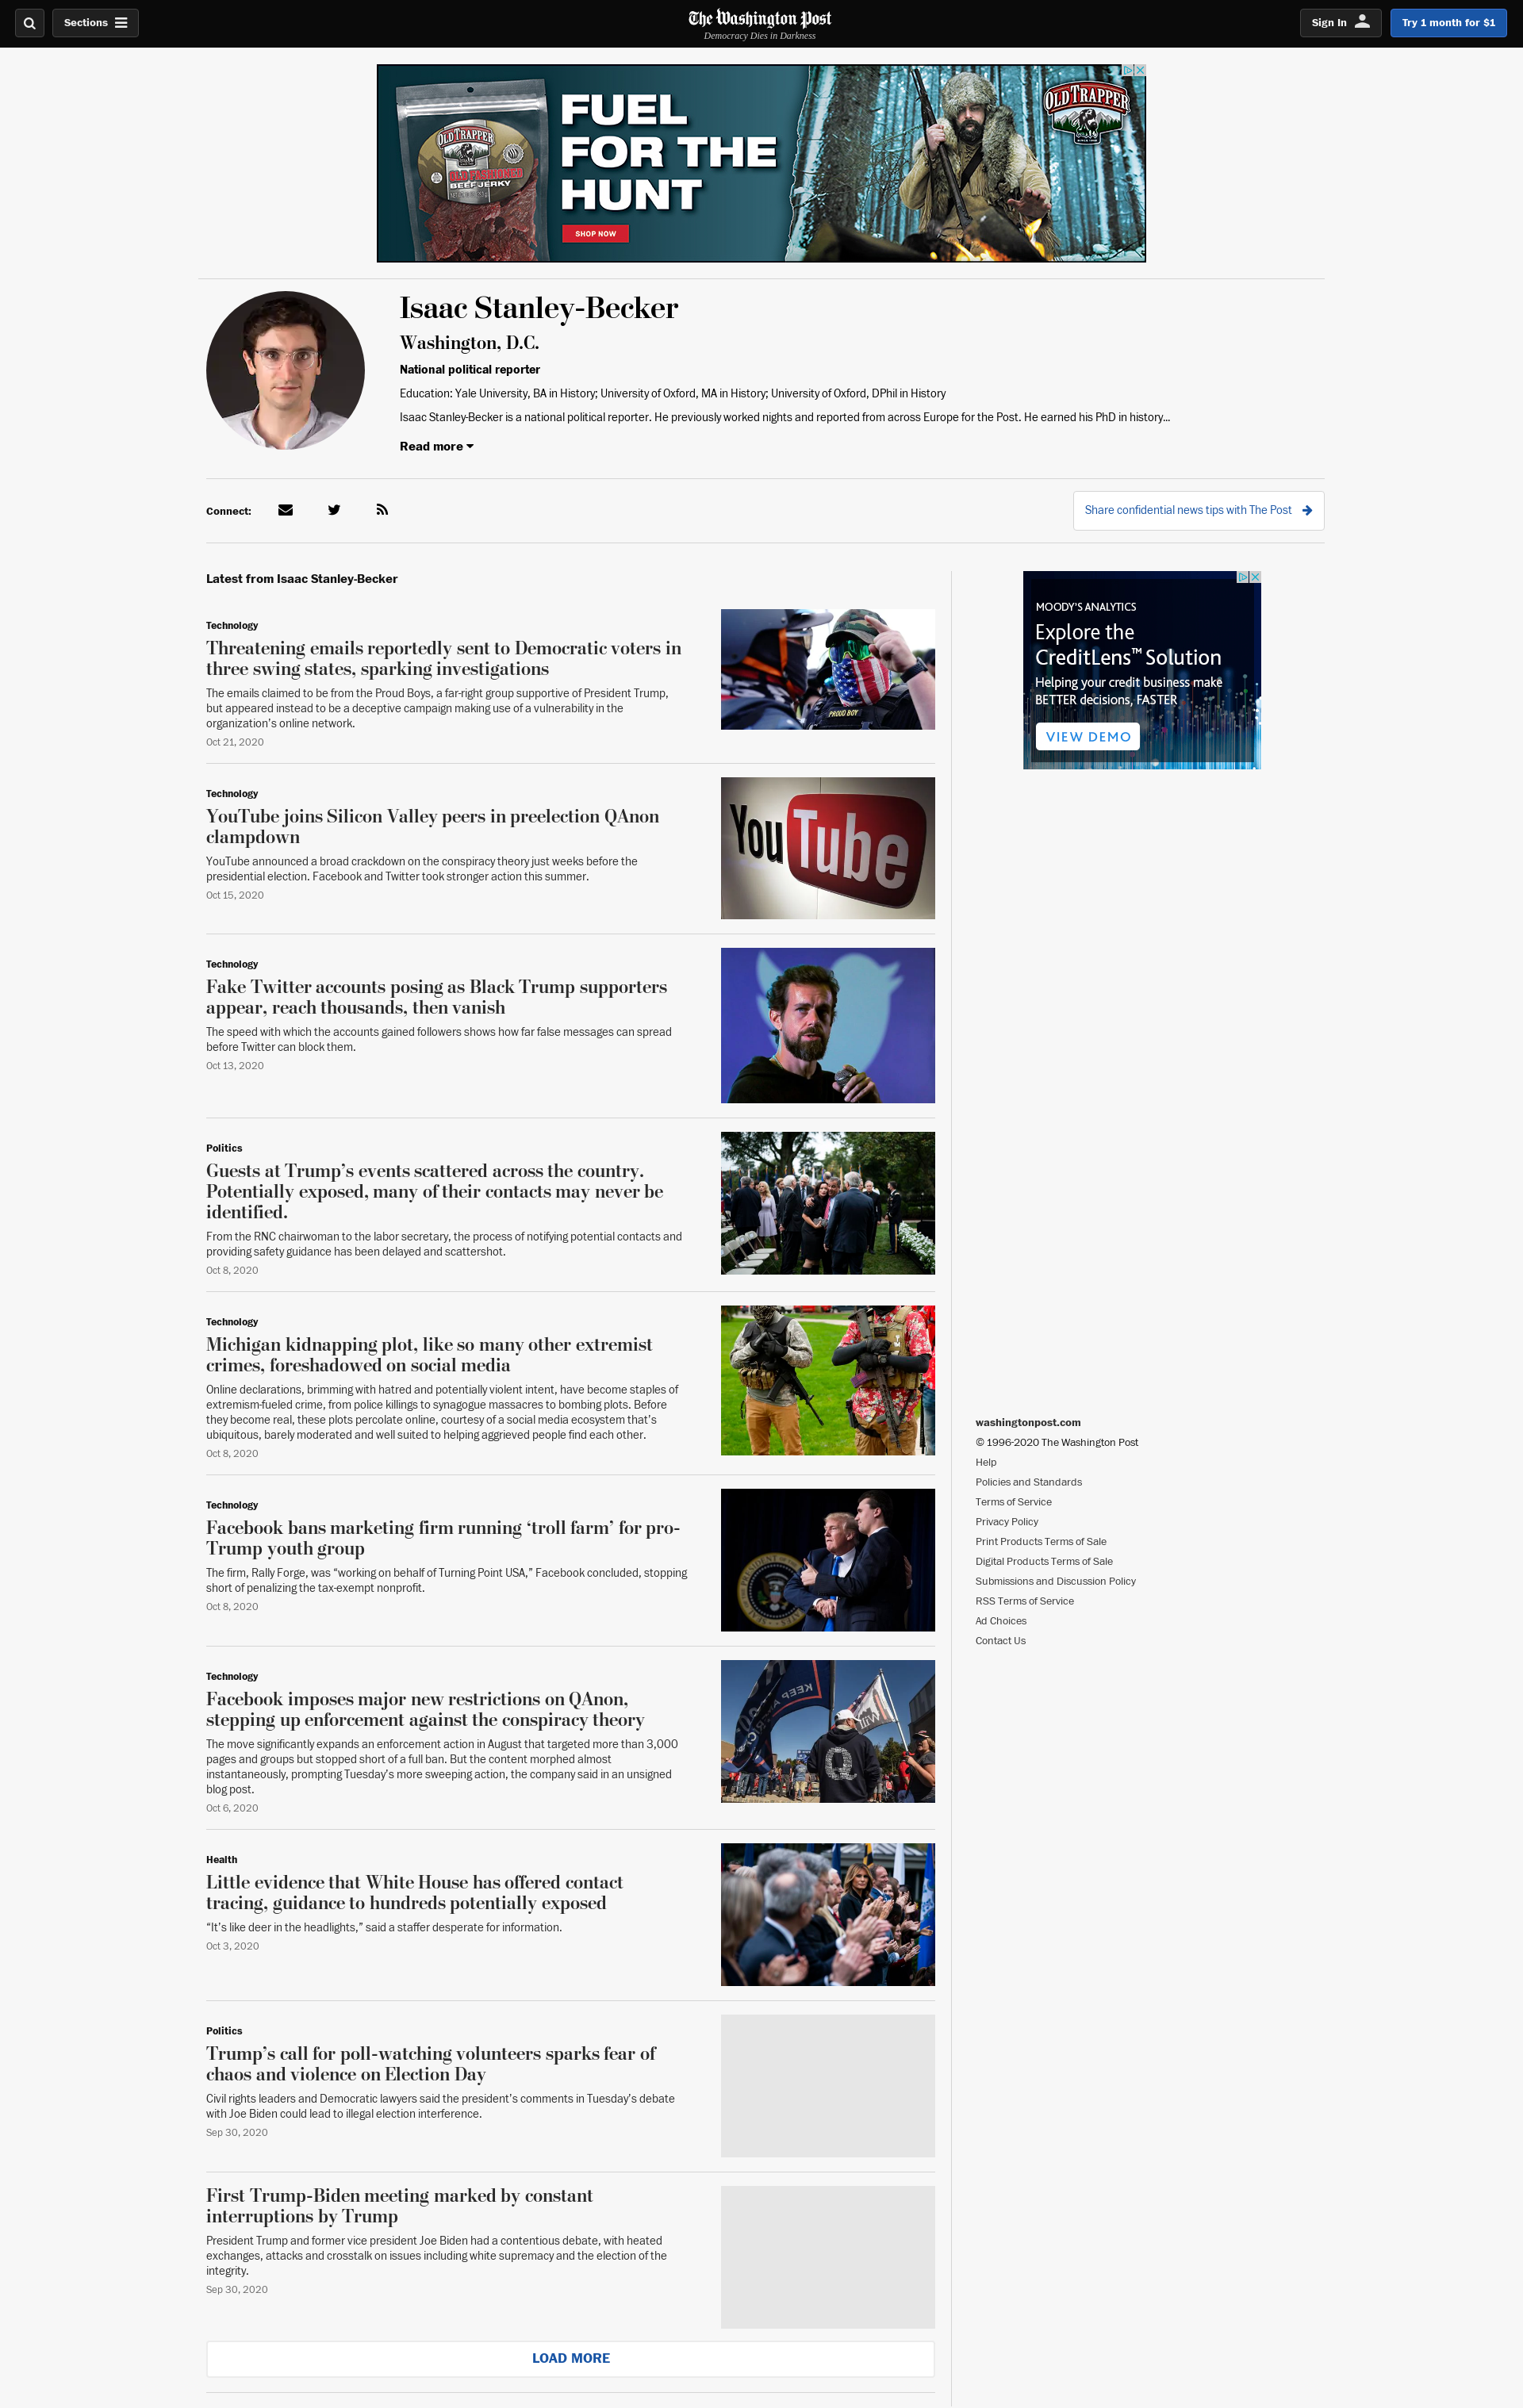 Sections
The Washington Post
Democracy Dies in Darkness
Sign In
Try 1 month for $1
OLD TRAPPER
OLD FASHIONED
BEEF JERKY
FUEL
FOR THE
HUNT
SHOP NOW
OLD TRAPPER
Isaac Stanley-Becker
Washington, D.C.
National political reporter
Education: Yale University, BA in History; University of Oxford, MA in History; University of Oxford, DPhil in History
Isaac Stanley-Becker is a national political reporter. He previously worked nights and reported from across Europe for the Post. He earned his PhD in history...
Read more
Connect:
Share confidential news tips with The Post
Latest from Isaac Stanley-Becker
Technology
Threatening emails reportedly sent to Democratic voters in
three swing states, sparking investigations
The emails claimed to be from the Proud Boys, a far-right group supportive of President Trump,
but appeared instead to be a deceptive campaign making use of a vulnerability in the
organization's online network.
Oct 21, 2020
PROUD BOY
MOODY'S ANALYTICS
Explore the
CreditLens™ Solution
Helping your credit business make
BETTER decisions, FASTER
VIEW DEMO
Technology
YouTube joins Silicon Valley peers in preelection QAnon
clampdown
YouTube announced a broad crackdown on the conspiracy theory just weeks before the
presidential election. Facebook and Twitter took stronger action this summer.
Oct 15, 2020
YouTube
Technology
Fake Twitter accounts posing as Black Trump supporters
appear, reach thousands, then vanish
The speed with which the accounts gained followers shows how far false messages can spread
before Twitter can block them.
Oct 13, 2020
Politics
Guests at Trump's events scattered across the country.
Potentially exposed, many of their contacts may never be
identified.
From the RNC chairwoman to the labor secretary, the process of notifying potential contacts and
providing safety guidance has been delayed and scattershot.
Oct 8, 2020
Technology
Michigan kidnapping plot, like so many other extremist
crimes, foreshadowed on social media
Online declarations, brimming with hatred and potentially violent intent, have become staples of
extremism-fueled crime, from police killings to synagogue massacres to bombing plots. Before
they become real, these plots percolate online, courtesy of a social media ecosystem that's
ubiquitous, barely moderated and well suited to helping aggrieved people find each other.
Oct 8, 2020
Technology
Facebook bans marketing firm running ‘troll farm’ for pro-
Trump youth group
The firm, Rally Forge, was “working on behalf of Turning Point USA,” Facebook concluded, stopping
short of penalizing the tax-exempt nonprofit.
Oct 8, 2020
Technology
Facebook imposes major new restrictions on QAnon,
stepping up enforcement against the conspiracy theory
The move significantly expands an enforcement action in August that targeted more than 3,000
pages and groups but stopped short of a full ban. But the content morphed almost
instantaneously, prompting Tuesday's more sweeping action, the company said in an unsigned
blog post.
Oct 6, 2020
KEEP
Q
Health
Little evidence that White House has offered contact
tracing, guidance to hundreds potentially exposed
“It's like deer in the headlights,” said a staffer desperate for information.
Oct 3, 2020
Politics
Trump's call for poll-watching volunteers sparks fear of
chaos and violence on Election Day
Civil rights leaders and Democratic lawyers said the president's comments in Tuesday's debate
with Joe Biden could lead to illegal election interference.
Sep 30, 2020
First Trump-Biden meeting marked by constant
interruptions by Trump
President Trump and former vice president Joe Biden had a contentious debate, with heated
exchanges, attacks and crosstalk on issues including white supremacy and the election of the
integrity.
Sep 30, 2020
LOAD MORE
washingtonpost.com
© 1996-2020 The Washington Post
Help
Policies and Standards
Terms of Service
Privacy Policy
Print Products Terms of Sale
Digital Products Terms of Sale
Submissions and Discussion Policy
RSS Terms of Service
Ad Choices
Contact Us